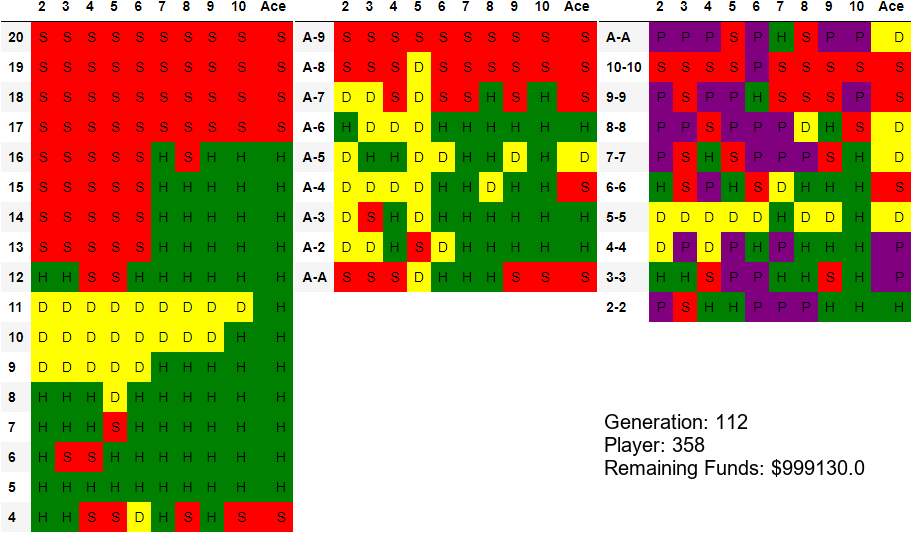 2 3 4 5 6 7 8 9 10 Ace
20 S S S S S S S S S S
19 S S S S S S S S S S
18 S S S S S S S S S S
17 S S S S S S S S S S
16 S S S S S H S H H H
15 S S S S S H H H H H
14 S S S S S H H H H H
13 S S S S S H H H H H
12 H H S S H H H H H H
11 D D D D D D D D D H
10 D D D D D D D D H H
9 D D D D D H H H H H
8 H H H D H H H H H H
7 H H H S H H H H H H
6 H S S H H H H H H H
5 H H H H H H H H H H
4 H H S S D H S H S S
2 3 4 5 6 7 8 9 10 Ace
A-9 S S S S S S S S S S
A-8 S S S D S S S S S S
A-7 D D S D S S H S H S
A-6 H D D D H H H H H H
A-5 D H H D D H H D H D
A-4 D D D D H H D H H S
A-3 D S H D H H H H H H
A-2 D D H S D H H H H H
A-A S S S D H H H S S S
2 3 4 5 6 7 8 9 10 Ace
A-A P P P S P H S P P D
10-10 S S S S P S S S S S
9-9 P S P P H S S S P S
8-8 P P S P P P D H S D
7-7 P S H S P P P S H D
6-6 H S P H S D H H H S
5-5 D D D D D H D D H D
4-4 D P D P H P H H H P
3-3 H H S P P H H S H P
2-2 P S H H P P P H H H
Generation: 112
Player: 358
Remaining Funds: $999130.0